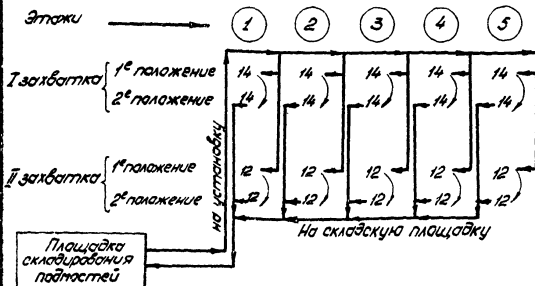 Этажи
1 2 3 4 5
I захватка
1е положение
14 14 14 14 14
2е положение
14 14 14 14 14
на установку
II захватка
1е положение
12 12 12 12 12
2е положение
12 12 12 12 12
На складскую площадку
Площадка
складирования
подмостей